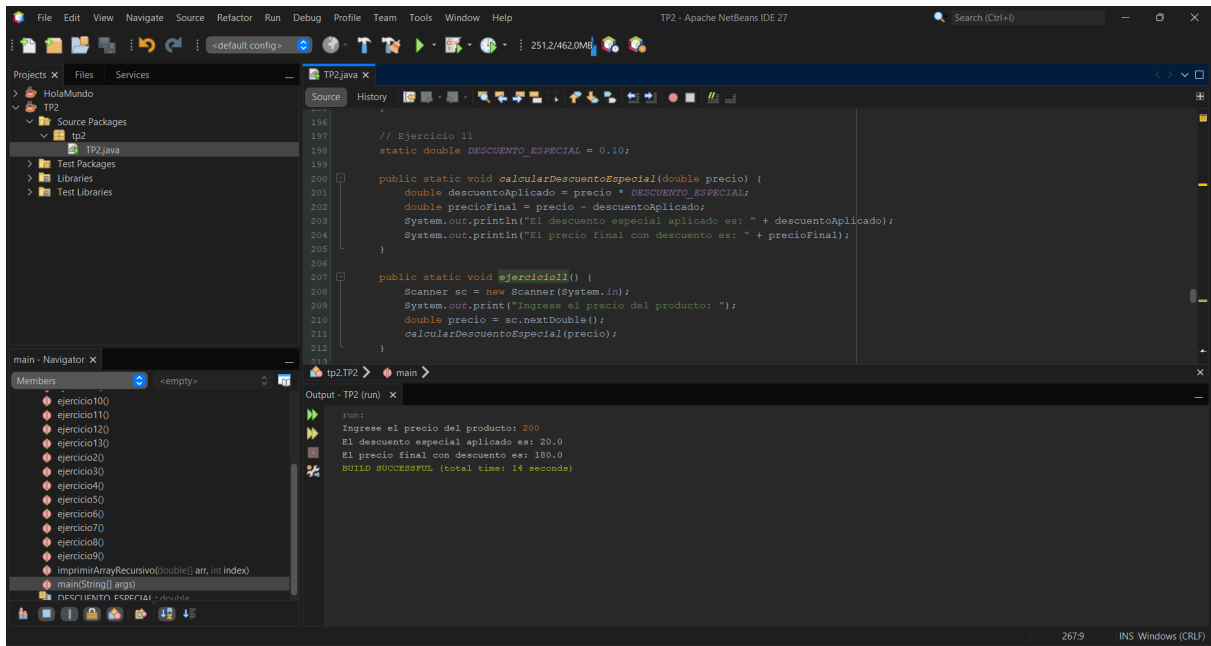 File Edit View Navigate Source Refactor Run Debug Profile Team Tools Window Help TP2 - Apache NetBeans IDE 27 Search (Ctrl+I)
<default config> 251,2/462,0MB
Projects Files Services
HolaMundo
TP2
Source Packages
tp2
TP2.java
Test Packages
Libraries
Test Libraries
TP2.java
Source History
196
197 // Ejercicio 11
198 static double DESCUENTO_ESPECIAL = 0.10;
199
200 public static void calcularDescuentoEspecial(double precio) {
201 double descuentoAplicado = precio * DESCUENTO_ESPECIAL;
202 double precioFinal = precio - descuentoAplicado;
203 System.out.println("El descuento especial aplicado es: " + descuentoAplicado);
204 System.out.println("El precio final con descuento es: " + precioFinal);
205 }
206
207 public static void ejercicio11() {
208 Scanner sc = new Scanner(System.in);
209 System.out.print("Ingrese el precio del producto: ");
210 double precio = sc.nextDouble();
211 calcularDescuentoEspecial(precio);
212 }
213
tp2.TP2 main
main - Navigator
Members <empty>
ejercicio10()
ejercicio11()
ejercicio12()
ejercicio13()
ejercicio2()
ejercicio3()
ejercicio4()
ejercicio5()
ejercicio6()
ejercicio7()
ejercicio8()
ejercicio9()
imprimirArrayRecursivo(double[] arr, int index)
main(String[] args)
DESCUENTO_ESPECIAL : double
Output - TP2 (run)
run:
Ingrese el precio del producto: 200
El descuento especial aplicado es: 20.0
El precio final con descuento es: 180.0
BUILD SUCCESSFUL (total time: 14 seconds)
267:9 INS Windows (CRLF)